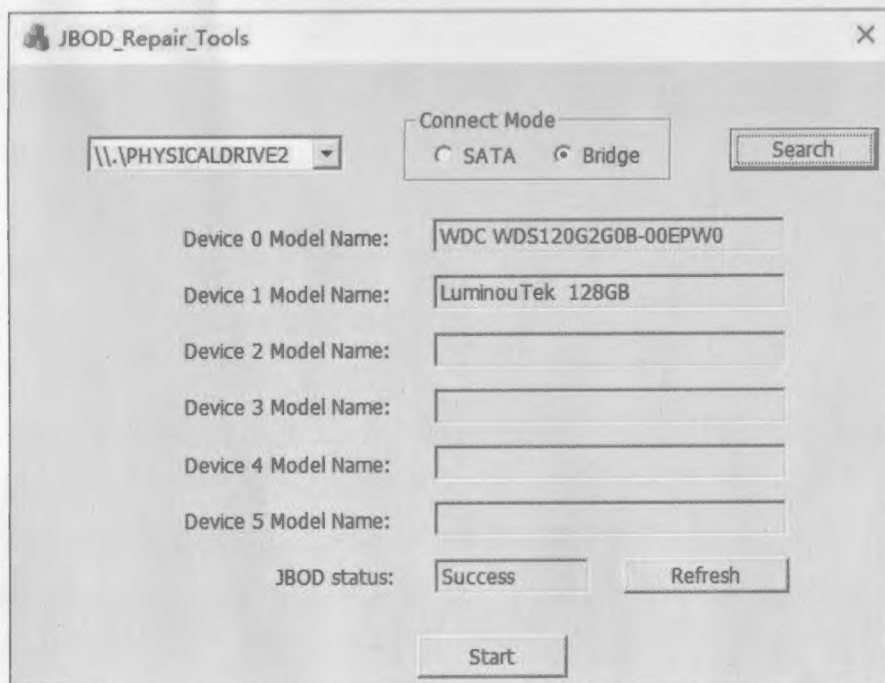 JBOD_Repair_Tools
\\.\PHYSICALDRIVE2
Connect Mode
SATA
Bridge
Search
Device 0 Model Name: WDC WDS120G2G0B-00EPW0
Device 1 Model Name: LuminouTek 128GB
Device 2 Model Name:
Device 3 Model Name:
Device 4 Model Name:
Device 5 Model Name:
JBOD status: Success
Refresh
Start